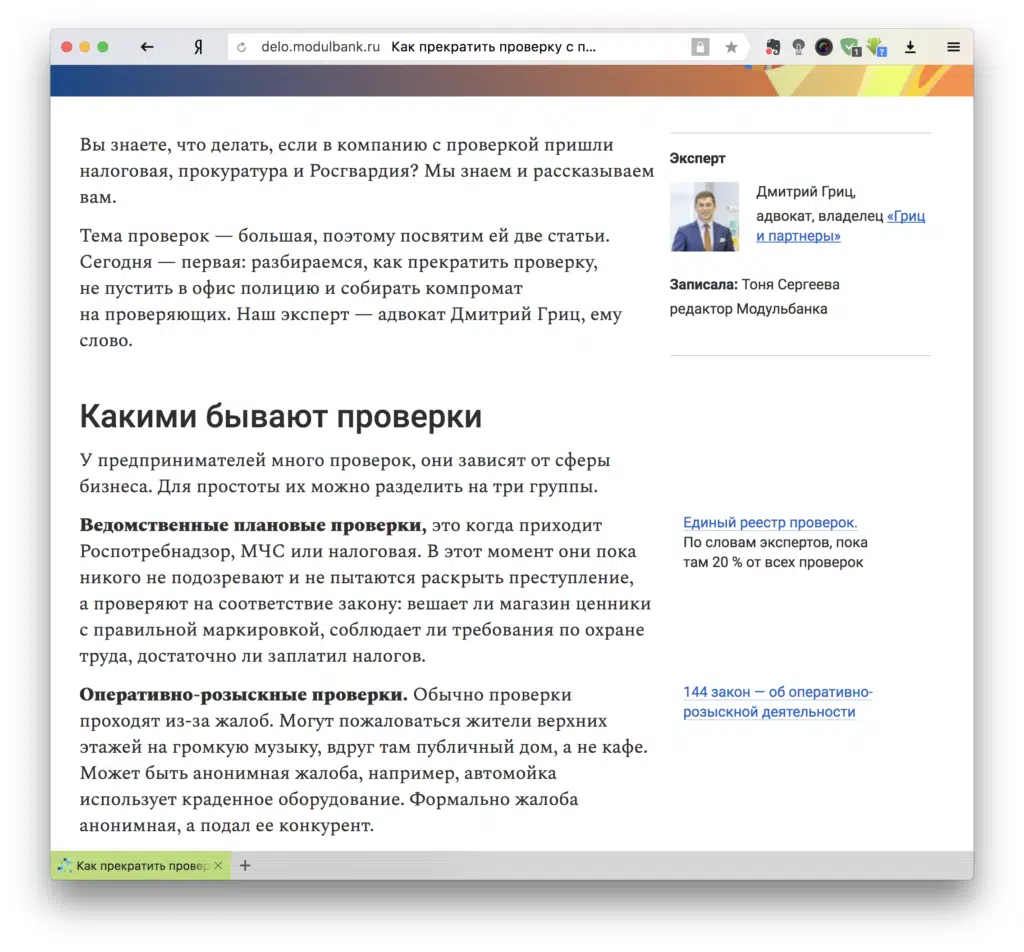 Я
delo.modulbank.ru Как прекратить проверку с п...
1
?
Вы знаете, что делать, если в компанию с проверкой пришли
налоговая, прокуратура и Росгвардия? Мы знаем и рассказываем
вам.
Тема проверок — большая, поэтому посвятим ей две статьи.
Сегодня — первая: разбираемся, как прекратить проверку,
не пустить в офис полицию и собирать компромат
на проверяющих. Наш эксперт — адвокат Дмитрий Гриц, ему
слово.
Эксперт
Дмитрий Гриц,
адвокат, владелец «Гриц
и партнеры»
Записала: Тоня Сергеева
редактор Модульбанка
Какими бывают проверки
У предпринимателей много проверок, они зависят от сферы
бизнеса. Для простоты их можно разделить на три группы.
Ведомственные плановые проверки, это когда приходит
Роспотребнадзор, МЧС или налоговая. В этот момент они пока
никого не подозревают и не пытаются раскрыть преступление,
а проверяют на соответствие закону: вешает ли магазин ценники
с правильной маркировкой, соблюдает ли требования по охране
труда, достаточно ли заплатил налогов.
Единый реестр проверок.
По словам экспертов, пока
там 20 % от всех проверок
Оперативно-розыскные проверки. Обычно проверки
проходят из-за жалоб. Могут пожаловаться жители верхних
этажей на громкую музыку, вдруг там публичный дом, а не кафе.
Может быть анонимная жалоба, например, автомойка
использует краденное оборудование. Формально жалоба
анонимная, а подал ее конкурент.
144 закон — об оперативно-
розыскной деятельности
Как прекратить провер